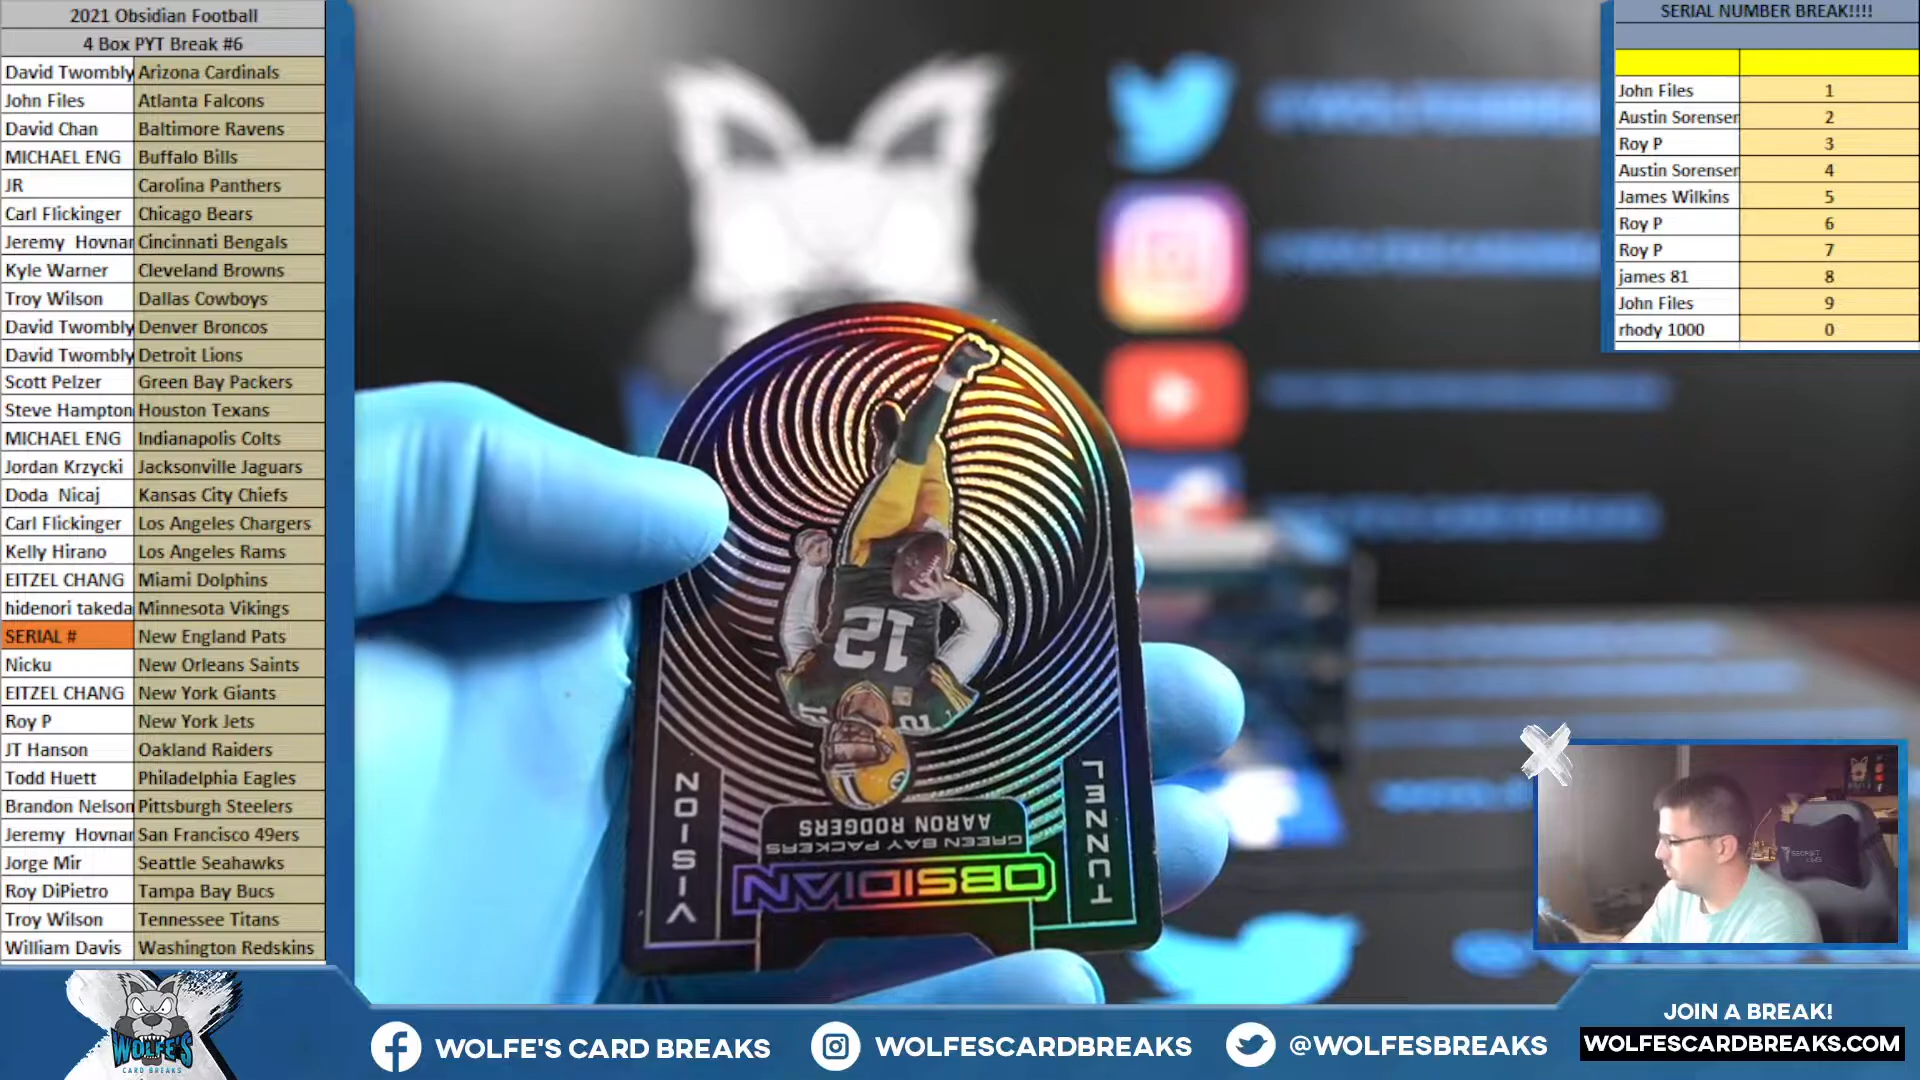 2021 Obsidian Football
4 Box PYT Break #6
David Twombly Arizona Cardinals
John Files Atlanta Falcons
David Chan Baltimore Ravens
MICHAEL ENG Buffalo Bills
JR Carolina Panthers
Carl Flickinger Chicago Bears
Jeremy Hovnar Cincinnati Bengals
Kyle Warner Cleveland Browns
Troy Wilson Dallas Cowboys
David Twombly Denver Broncos
David Twombly Detroit Lions
Scott Pelzer Green Bay Packers
Steve Hampton Houston Texans
MICHAEL ENG Indianapolis Colts
Jordan Krzycki Jacksonville Jaguars
Doda Nicaj Kansas City Chiefs
Carl Flickinger Los Angeles Chargers
Kelly Hirano Los Angeles Rams
EITZEL CHANG Miami Dolphins
hidenori takeda Minnesota Vikings
SERIAL # New England Pats
Nicku New Orleans Saints
EITZEL CHANG New York Giants
Roy P New York Jets
JT Hanson Oakland Raiders
Todd Huett Philadelphia Eagles
Brandon Nelson Pittsburgh Steelers
Jeremy Hovnar San Francisco 49ers
Jorge Mir Seattle Seahawks
Roy DiPietro Tampa Bay Bucs
Troy Wilson Tennessee Titans
William Davis Washington Redskins
SERIAL NUMBER BREAK!!!!
John Files 1
Austin Sorensen 2
Roy P 3
Austin Sorensen 4
James Wilkins 5
Roy P 6
Roy P 7
james 81 8
John Files 9
rhody 1000 0
OBSIDIAN
GREEN BAY PACKERS
AARON RODGERS
TUNNEL
VISION
12
12
12
WOLFE'S
CARD BREAKS
WOLFE'S CARD BREAKS
WOLFESCARDBREAKS
@WOLFESBREAKS
JOIN A BREAK!
WOLFESCARDBREAKS.COM